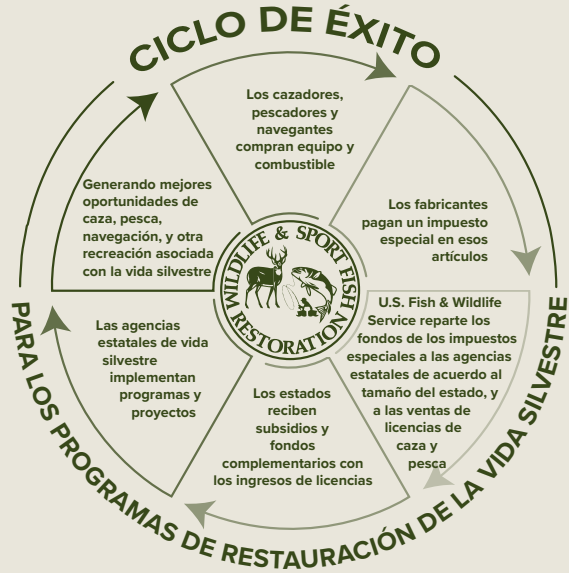 CICLO DE ÉXITO
Los cazadores,
pescadores y
navegantes
compran equipo y
combustible
Los fabricantes
pagan un impuesto
especial en esos
artículos
U.S. Fish & Wildlife
Service reparte los
fondos de los impuestos
especiales a las agencias
estatales de acuerdo al
tamaño del estado, y
a las ventas de
licencias de
caza y
pesca
Los estados
reciben
subsidios y
fondos
complementarios con
los ingresos de licencias
Las agencias
estatales de vida
silvestre
implementan
programas y
proyectos
Generando mejores
oportunidades de
caza, pesca,
navegación, y otra
recreación asociada
con la vida silvestre
WILDLIFE & SPORT FISH
RESTORATION
PARA LOS PROGRAMAS DE RESTAURACIÓN DE LA VIDA SILVESTRE